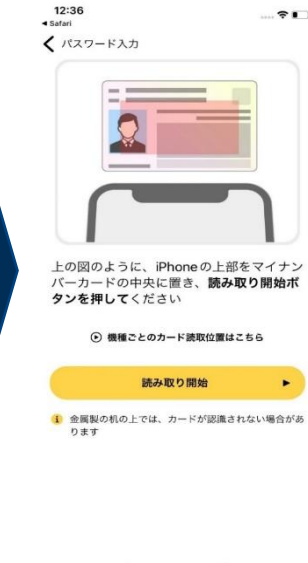 12:36
◀ Safari
パスワード入力
上の図のように、iPhoneの上部をマイナン
バーカードの中央に置き、読み取り開始ボ
タンを押してください
機種ごとのカード読取位置はこちら
読み取り開始
金属製の机の上では、カードが認識されない場合があ
ります